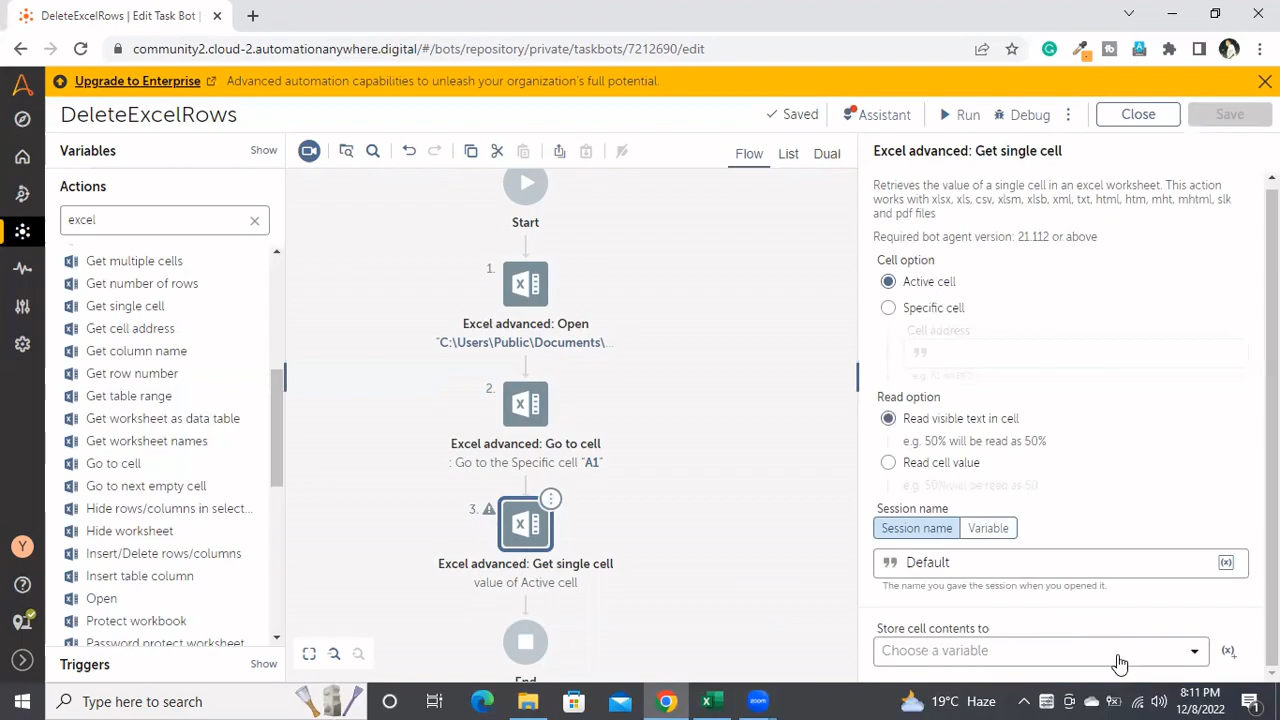 DeleteExcelRows | Edit Task Bot |
community2.cloud-2.automationanywhere.digital/#/bots/repository/private/taskbots/7212690/edit
Upgrade to Enterprise Advanced automation capabilities to unleash your organization's full potential.
DeleteExcelRows
Saved
Assistant
Run
Debug
Close
Save
Variables
Show
Actions
excel
Get multiple cells
Get number of rows
Get single cell
Get cell address
Get column name
Get row number
Get table range
Get worksheet as data table
Get worksheet names
Go to cell
Go to next empty cell
Hide rows/columns in select...
Hide worksheet
Insert/Delete rows/columns
Insert table column
Open
Protect workbook
Password protect worksheet
Triggers
Show
Flow
List
Dual
Start
1.
Excel advanced: Open
"C:\Users\Public\Documents\...
2.
Excel advanced: Go to cell
: Go to the Specific cell "A1"
3.
Excel advanced: Get single cell
value of Active cell
End
Excel advanced: Get single cell
Retrieves the value of a single cell in an excel worksheet. This action
works with xlsx, xls, csv, xlsm, xlsb, xml, txt, html, htm, mht, mhtml, slk
and pdf files
Required bot agent version: 21.112 or above
Cell option
Active cell
Specific cell
Cell Address
Read option
Read visible text in cell
e.g. 50% will be read as 50%
Read cell value
e.g. 50% will be read as 50
Session name
Session name Variable
Default
(x)
The name you gave the session when you opened it.
Store cell contents to
Choose a variable
(x)+
Y
Type here to search
19°C Haze
8:11 PM
12/8/2022
1